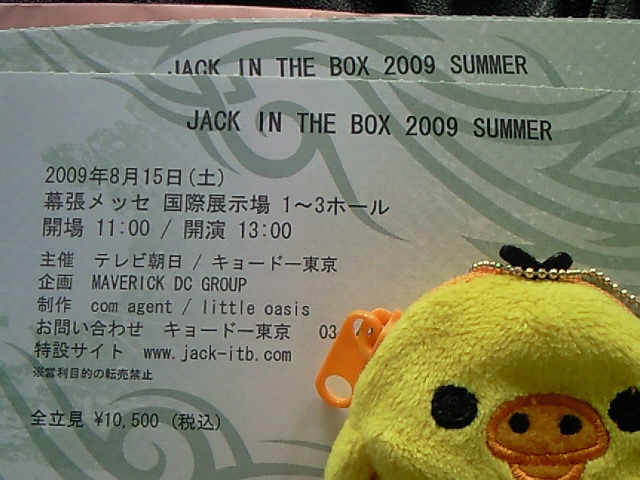 JACK IN THE BOX 2009 SUMMER
JACK IN THE BOX 2009 SUMMER
2009年8月15日(土)
幕張メッセ 国際展示場 1〜3ホール
開場 11:00 / 開演 13:00
主催 テレビ朝日 / キョードー東京
企画 MAVERICK DC GROUP
制作 com agent / little oasis
お問い合わせ キョードー東京 03
特設サイト www.jack-itb.com
※営利目的の転売禁止
全立見 ¥10,500 (税込)